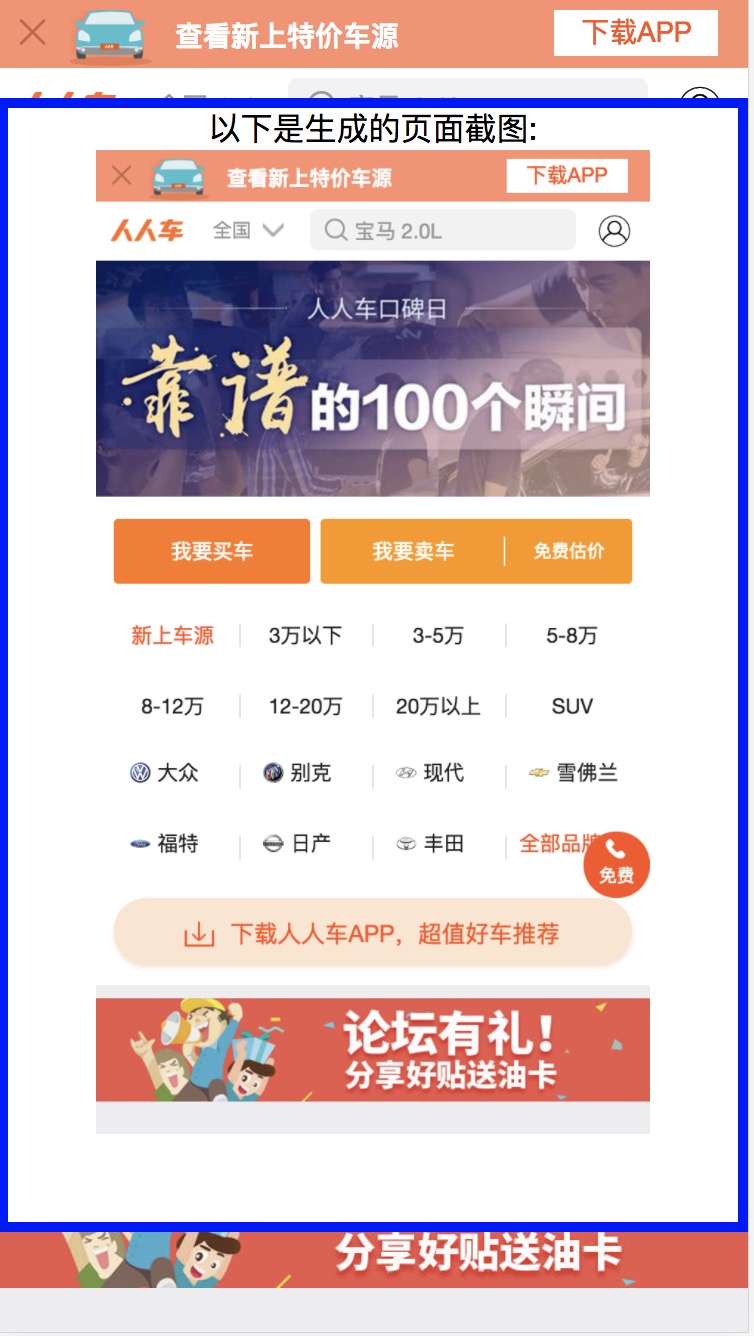 查看新上特价车源 下载APP
以下是生成的页面截图:
查看新上特价车源 下载APP
人人车 全国 宝马 2.0L
人人车口碑日
靠谱的100个瞬间
我要买车 我要卖车 免费估价
新上车源 3万以下 3-5万 5-8万
8-12万 12-20万 20万以上 SUV
大众 别克 现代 雪佛兰
福特 日产 丰田 全部品牌
免费
下载人人车APP，超值好车推荐
论坛有礼！
分享好贴送油卡
分享好贴送油卡